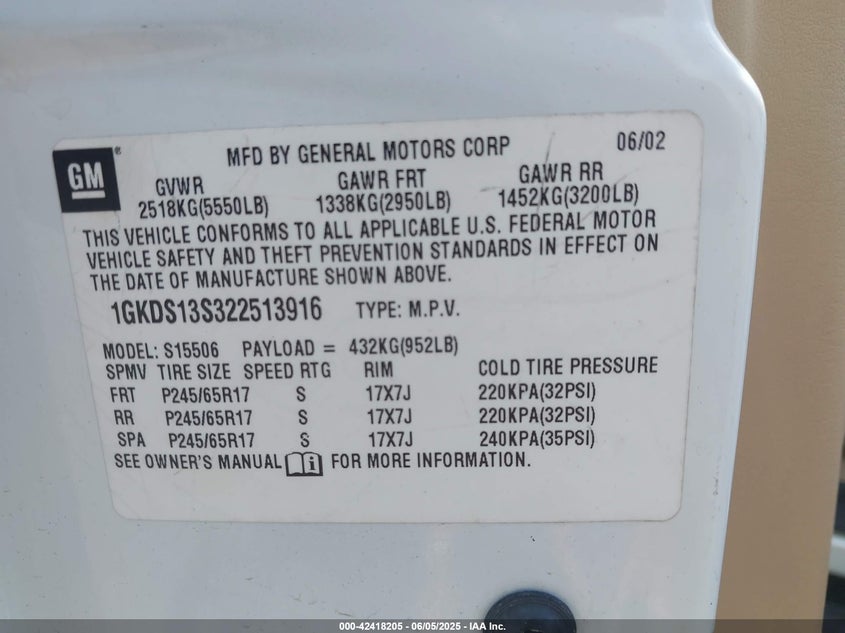 GM®
MFD BY GENERAL MOTORS CORP 06/02
GVWR GAWR FRT GAWR RR
2518KG(5550LB) 1338KG(2950LB) 1452KG(3200LB)
THIS VEHICLE CONFORMS TO ALL APPLICABLE U.S. FEDERAL MOTOR
VEHICLE SAFETY AND THEFT PREVENTION STANDARDS IN EFFECT ON
THE DATE OF MANUFACTURE SHOWN ABOVE.
1GKDS13S322513916 TYPE: M.P.V.
MODEL: S15506 PAYLOAD = 432KG(952LB)
SPMV TIRE SIZE SPEED RTG RIM COLD TIRE PRESSURE
FRT P245/65R17 S 17X7J 220KPA(32PSI)
RR P245/65R17 S 17X7J 220KPA(32PSI)
SPA P245/65R17 S 17X7J 240KPA(35PSI)
SEE OWNER'S MANUAL i FOR MORE INFORMATION.
000-42418205 - 06/05/2025 - IAA Inc.